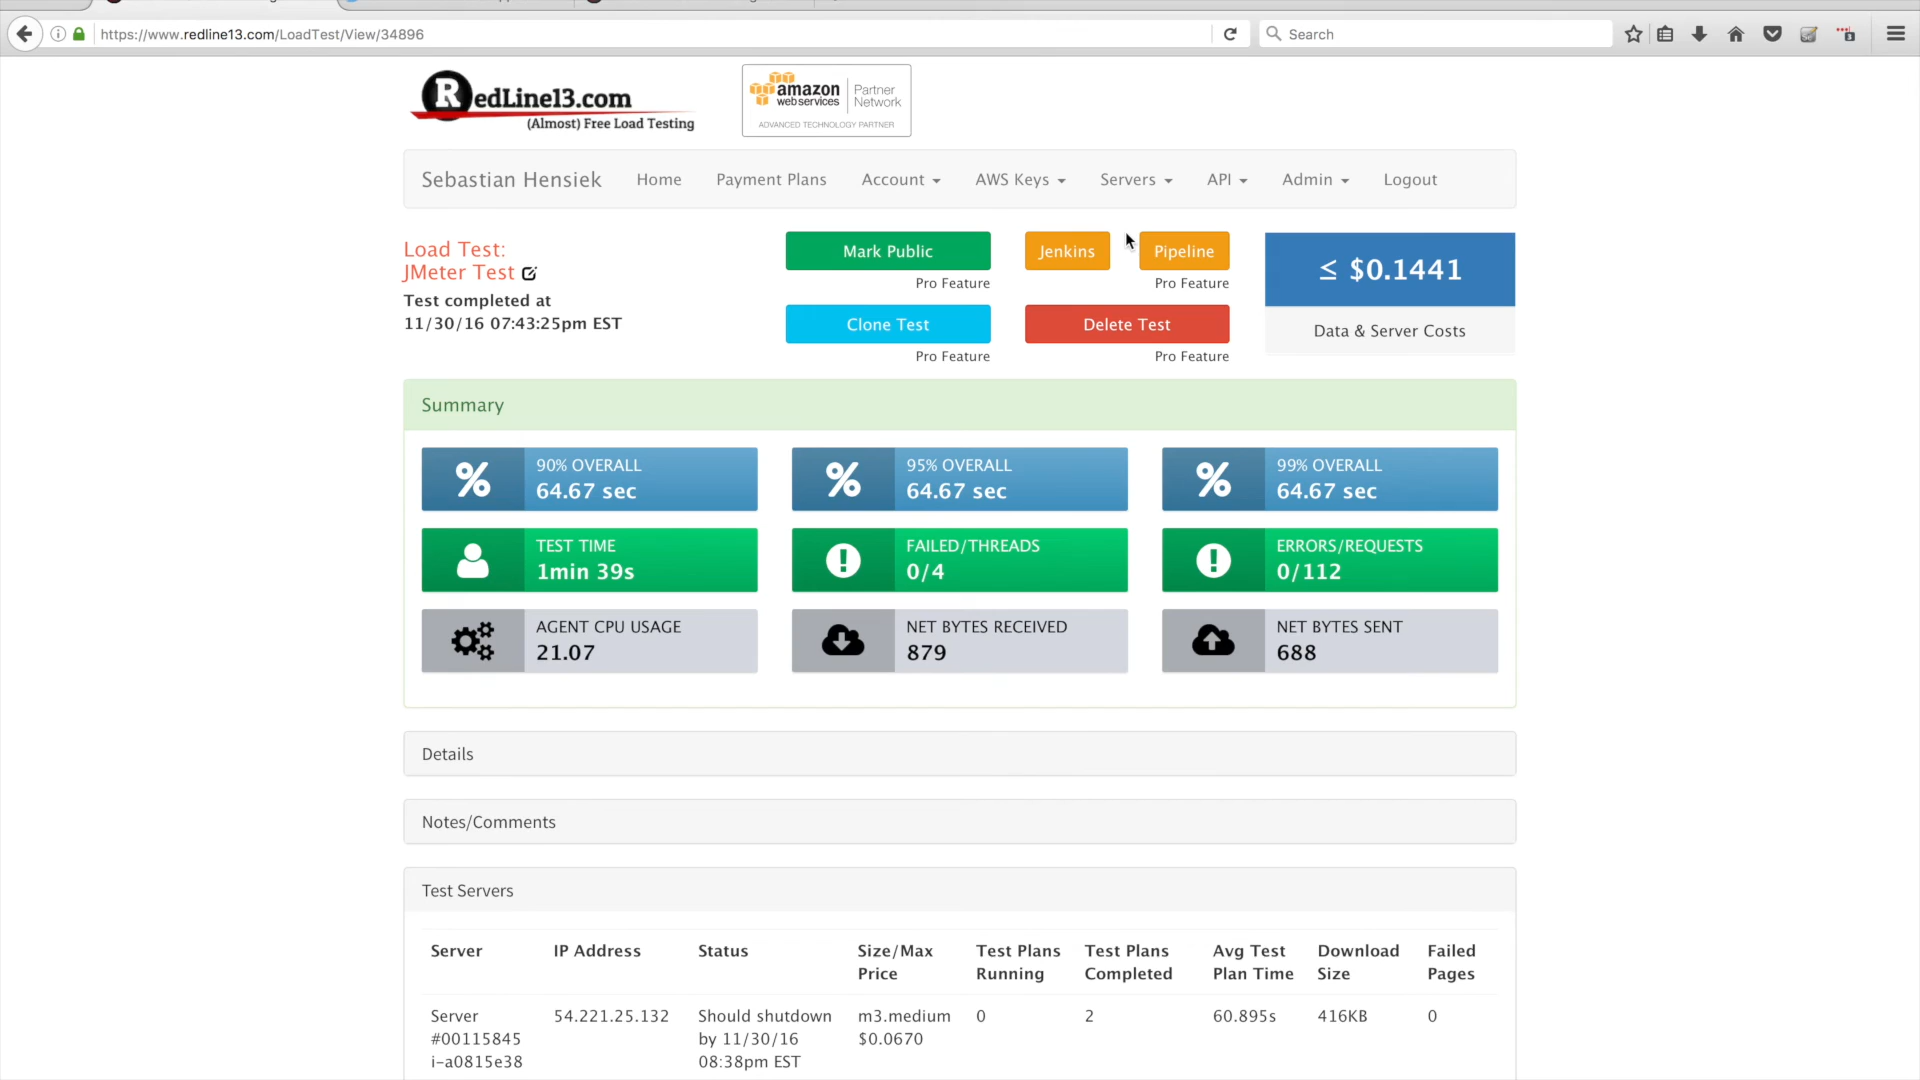 https://www.redline13.com/LoadTest/View/34896
Search
RedLine13.com
(Almost) Free Load Testing
amazon
webservices
Partner
Network
ADVANCED TECHNOLOGY PARTNER
Sebastian Hensiek Home Payment Plans Account AWS Keys Servers API Admin Logout
Load Test:
JMeter Test
Test completed at
11/30/16 07:43:25pm EST
Mark Public
Pro Feature
Jenkins
Pipeline
Pro Feature
Clone Test
Pro Feature
Delete Test
Pro Feature
≤ $0.1441
Data & Server Costs
Summary
90% OVERALL
64.67 sec
95% OVERALL
64.67 sec
99% OVERALL
64.67 sec
TEST TIME
1min 39s
FAILED/THREADS
0/4
ERRORS/REQUESTS
0/112
AGENT CPU USAGE
21.07
NET BYTES RECEIVED
879
NET BYTES SENT
688
Details
Notes/Comments
Test Servers
Server
IP Address
Status
Size/Max
Price
Test Plans
Running
Test Plans
Completed
Avg Test
Plan Time
Download
Size
Failed
Pages
Server
#00115845
i-a0815e38
54.221.25.132
Should shutdown
by 11/30/16
08:38pm EST
m3.medium
$0.0670
0
2
60.895s
416KB
0